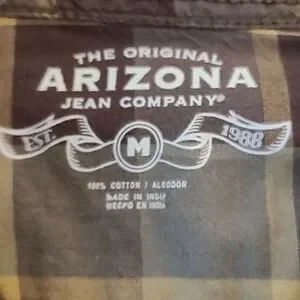 THE ORIGINAL
ARIZONA
JEAN COMPANY®
EST. M 1988
100% COTTON / ALGODON
MADE IN INDIA
HECHO EN INDIA